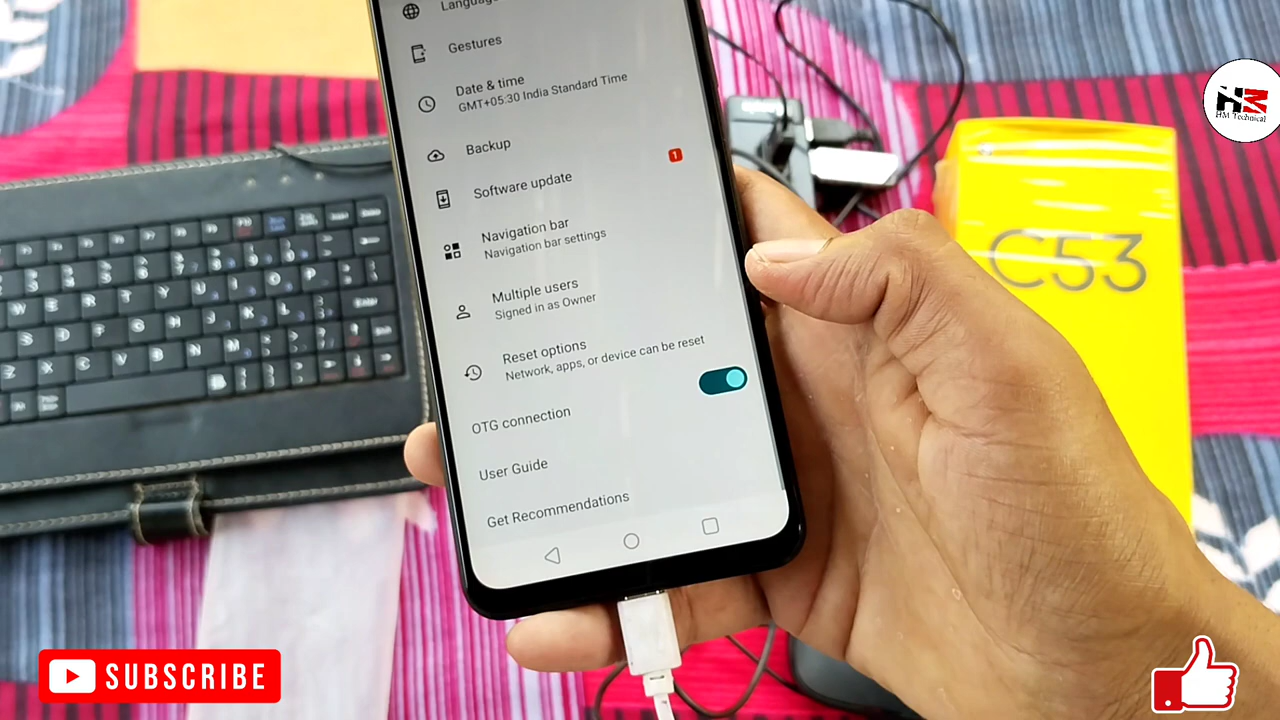 Language
Gestures
Date & time
GMT+05:30 India Standard Time
Backup
Software update
1
Navigation bar
Navigation bar settings
Multiple users
Signed in as Owner
Reset options
Network, apps, or device can be reset
OTG connection
User Guide
Get Recommendations
C53
HM Technical
SUBSCRIBE